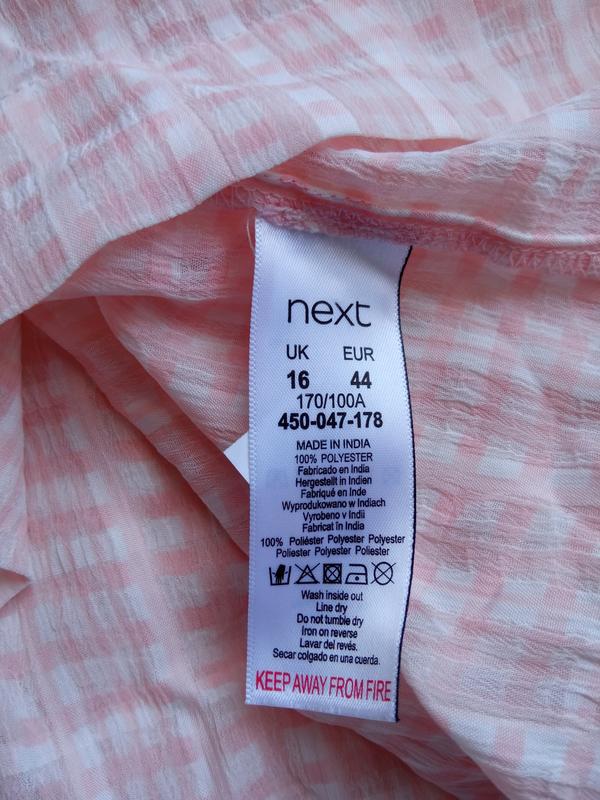 next
UK EUR
16 44
170/100A
450-047-178
MADE IN INDIA
100% POLYESTER
Fabricado en India
Hergestellt in Indien
Fabriqué en Inde
Wyprodukowano w Indiach
Vyrobeno v Indii
Fabricat în India
100% Poliéster Polyester Polyester
Poliester Polyester Poliester
Wash inside out
Line dry
Do not tumble dry
Iron on reverse
Lavar del revés.
Secar colgado en una cuerda.
KEEP AWAY FROM FIRE